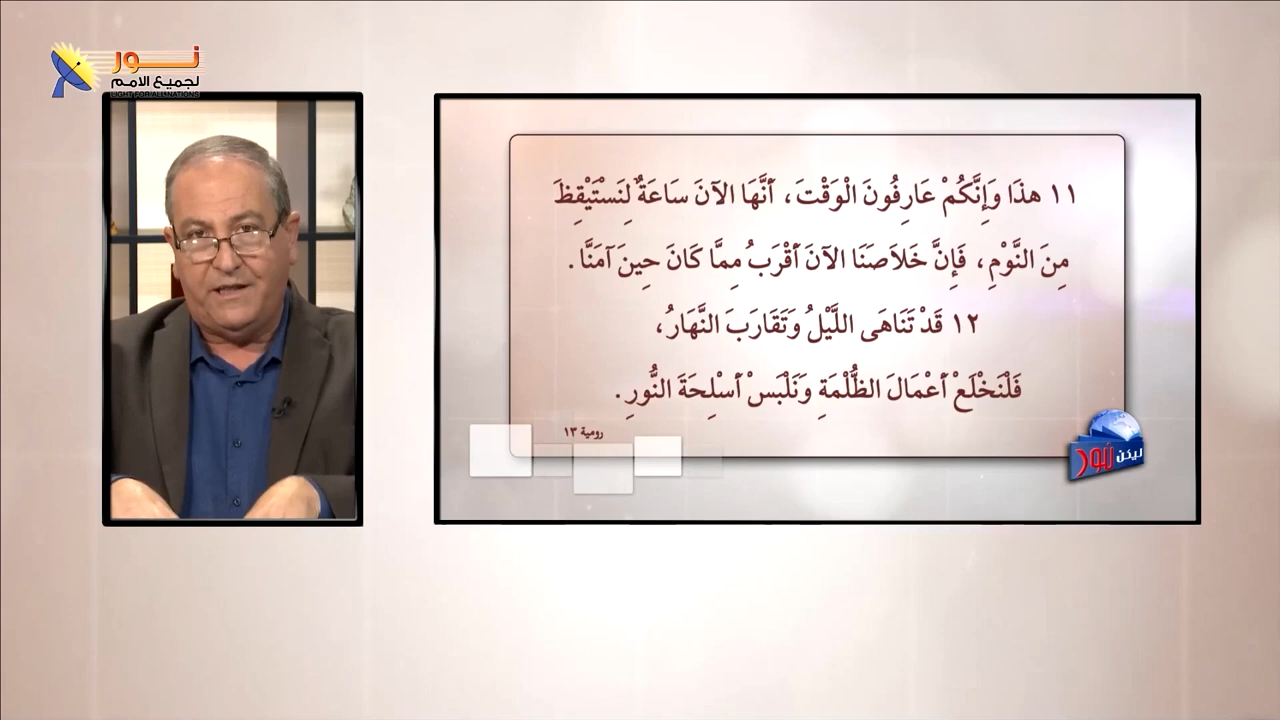 نور
لجميع الامم
LIGHT FOR ALL NATIONS
١١ هذَا وَإِنَّكُمْ عَارِفُونَ الْوَقْتَ، أَنَّهَا الآنَ سَاعَةٌ لِنَسْتَيْقِظَ
مِنَ النَّوْمِ، فَإِنَّ خَلاَصَنَا الآنَ أَقْرَبُ مِمَّا كَانَ حِينَ آمَنَّا.
١٢ قَدْ تَنَاهَى اللَّيْلُ وَتَقَارَبَ النَّهَارُ،
فَلْنَخْلَعْ أَعْمَالَ الظُّلْمَةِ وَنَلْبَسْ أَسْلِحَةَ النُّورِ.
رومية ١٣
ليكن نور